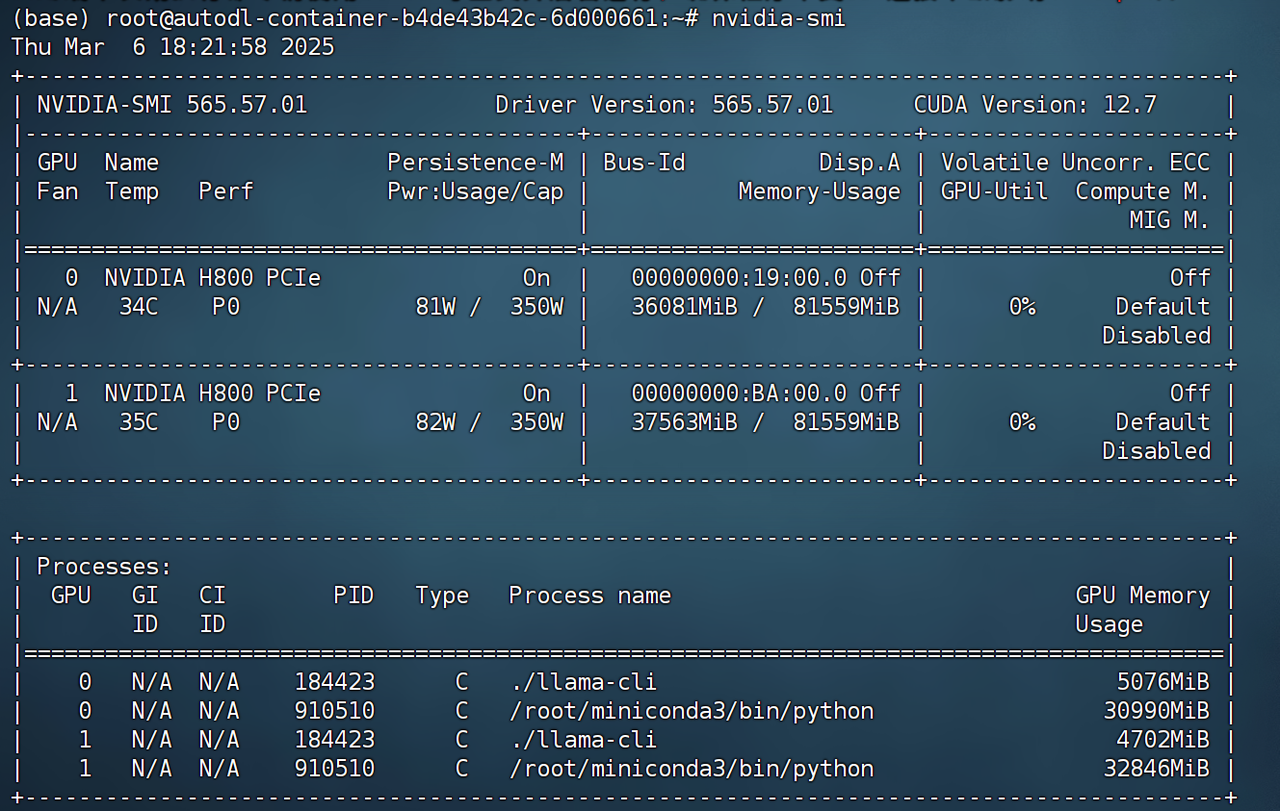 (base) root@autodl-container-b4de43b42c-6d000661:~# nvidia-smi
Thu Mar  6 18:21:58 2025
+-----------------------------------------------------------------------------------------+
| NVIDIA-SMI 565.57.01              Driver Version: 565.57.01      CUDA Version: 12.7     |
|-----------------------------------------+------------------------+----------------------+
| GPU  Name                 Persistence-M | Bus-Id          Disp.A | Volatile Uncorr. ECC |
| Fan  Temp   Perf          Pwr:Usage/Cap |           Memory-Usage | GPU-Util  Compute M. |
|                                         |                        |               MIG M. |
|=========================================+========================+======================|
|   0  NVIDIA H800 PCIe               On  |   00000000:19:00.0 Off |                  Off |
| N/A   34C    P0             81W /  350W |   36081MiB /  81559MiB |      0%      Default |
|                                         |                        |             Disabled |
+-----------------------------------------+------------------------+----------------------+
|   1  NVIDIA H800 PCIe               On  |   00000000:BA:00.0 Off |                  Off |
| N/A   35C    P0             82W /  350W |   37563MiB /  81559MiB |      0%      Default |
|                                         |                        |             Disabled |
+-----------------------------------------+------------------------+----------------------+

+-----------------------------------------------------------------------------------------+
| Processes:                                                                              |
|  GPU   GI   CI        PID   Type   Process name                              GPU Memory |
|        ID   ID                                                               Usage      |
|=========================================================================================|
|    0   N/A  N/A    184423      C   ./llama-cli                                  5076MiB |
|    0   N/A  N/A    910510      C   /root/miniconda3/bin/python                 30990MiB |
|    1   N/A  N/A    184423      C   ./llama-cli                                  4702MiB |
|    1   N/A  N/A    910510      C   /root/miniconda3/bin/python                 32846MiB |
+-----------------------------------------------------------------------------------------+